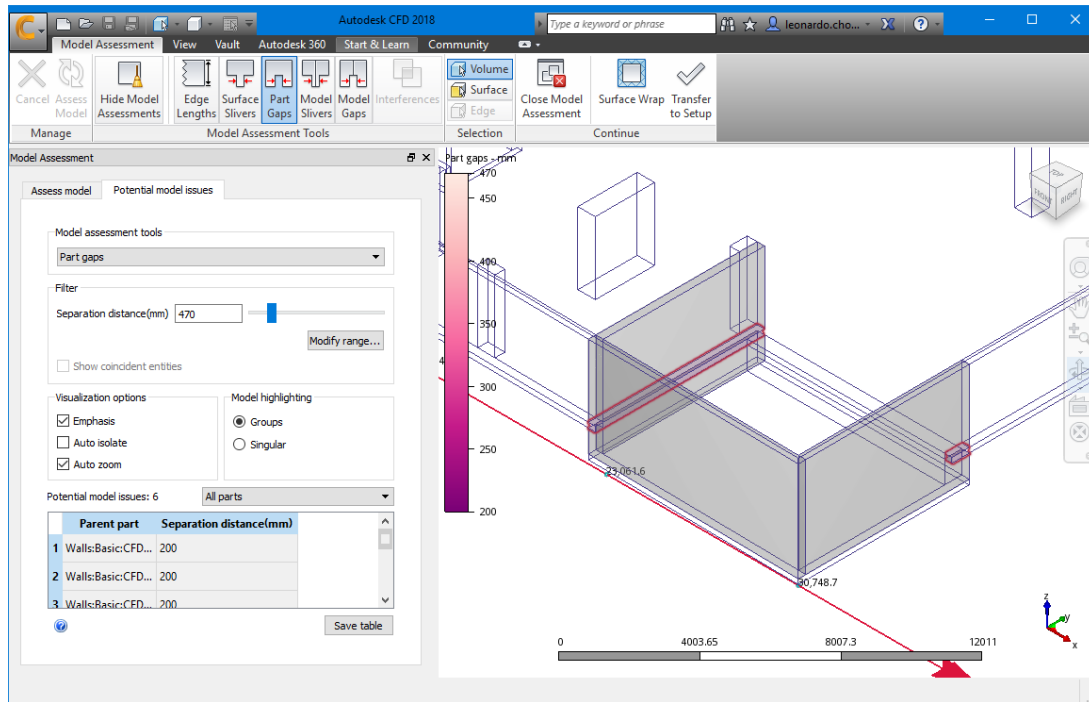 Autodesk CFD 2018
Type a keyword or phrase
leonardo.cho...
Model Assessment View Vault Autodesk 360 Start & Learn Community
Cancel
Assess Model
Hide Model Assessments
Edge Lengths
Surface Slivers
Part Gaps
Model Slivers
Model Gaps
Interferences
Volume
Surface
Edge
Close Model Assessment
Surface Wrap
Transfer to Setup
Manage Model Assessment Tools Selection Continue
Model Assessment
Assess model Potential model issues
Model assessment tools
Part gaps
Filter
Separation distance(mm) 470
Modify range...
Show coincident entities
Visualization options Model highlighting
Emphasis Groups
Auto isolate Singular
Auto zoom
Potential model issues: 6 All parts
Parent part Separation distance(mm)
1 Walls:Basic:CFD... 200
2 Walls:Basic:CFD... 200
3 Walls:Basic:CFD... 200
Save table
Part gaps - mm
470
450
400
350
300
250
200
TOP
FRONT RIGHT
23,061.6
30,748.7
0 4003.65 8007.3 12011
z
y
x